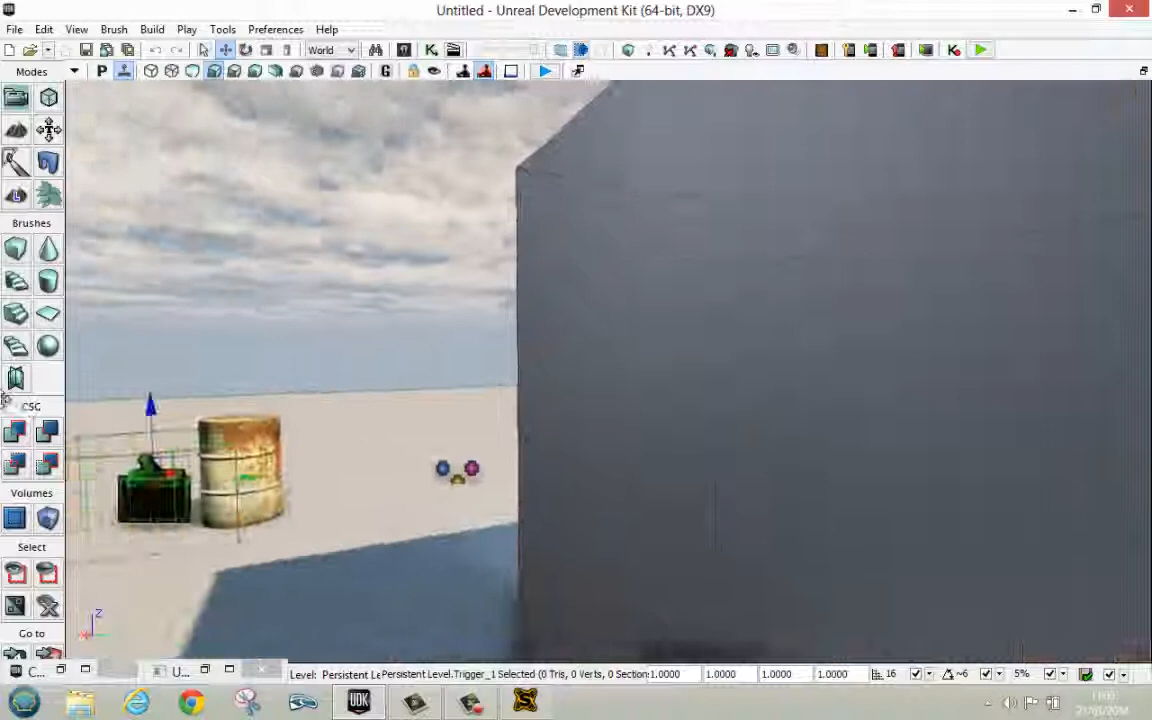 Untitled - Unreal Development Kit (64-bit, DX9)
File Edit View Brush Build Play Tools Preferences Help
World
Modes
P
G
Brushes
CSG
Volumes
Select
Go to
Z
C...
U...
Level: Persistent Le
Persistent Level.Trigger_1 Selected (0 Tris, 0 Verts, 0 Section
1.0000
1.0000
1.0000
1.0000
16
~6
5%
UDK